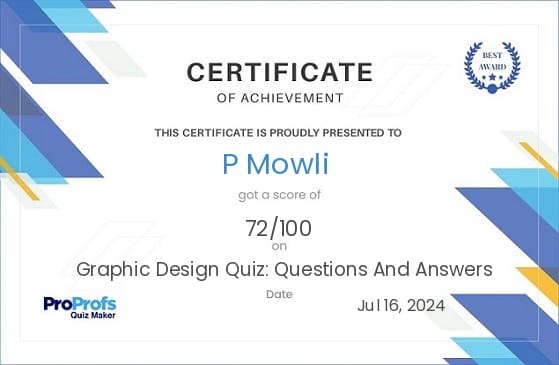 BEST
AWARD
CERTIFICATE
OF ACHIEVEMENT
THIS CERTIFICATE IS PROUDLY PRESENTED TO
P Mowli
got a score of
72/100
on
Graphic Design Quiz: Questions And Answers
Date
Jul 16, 2024
ProProfs
Quiz Maker